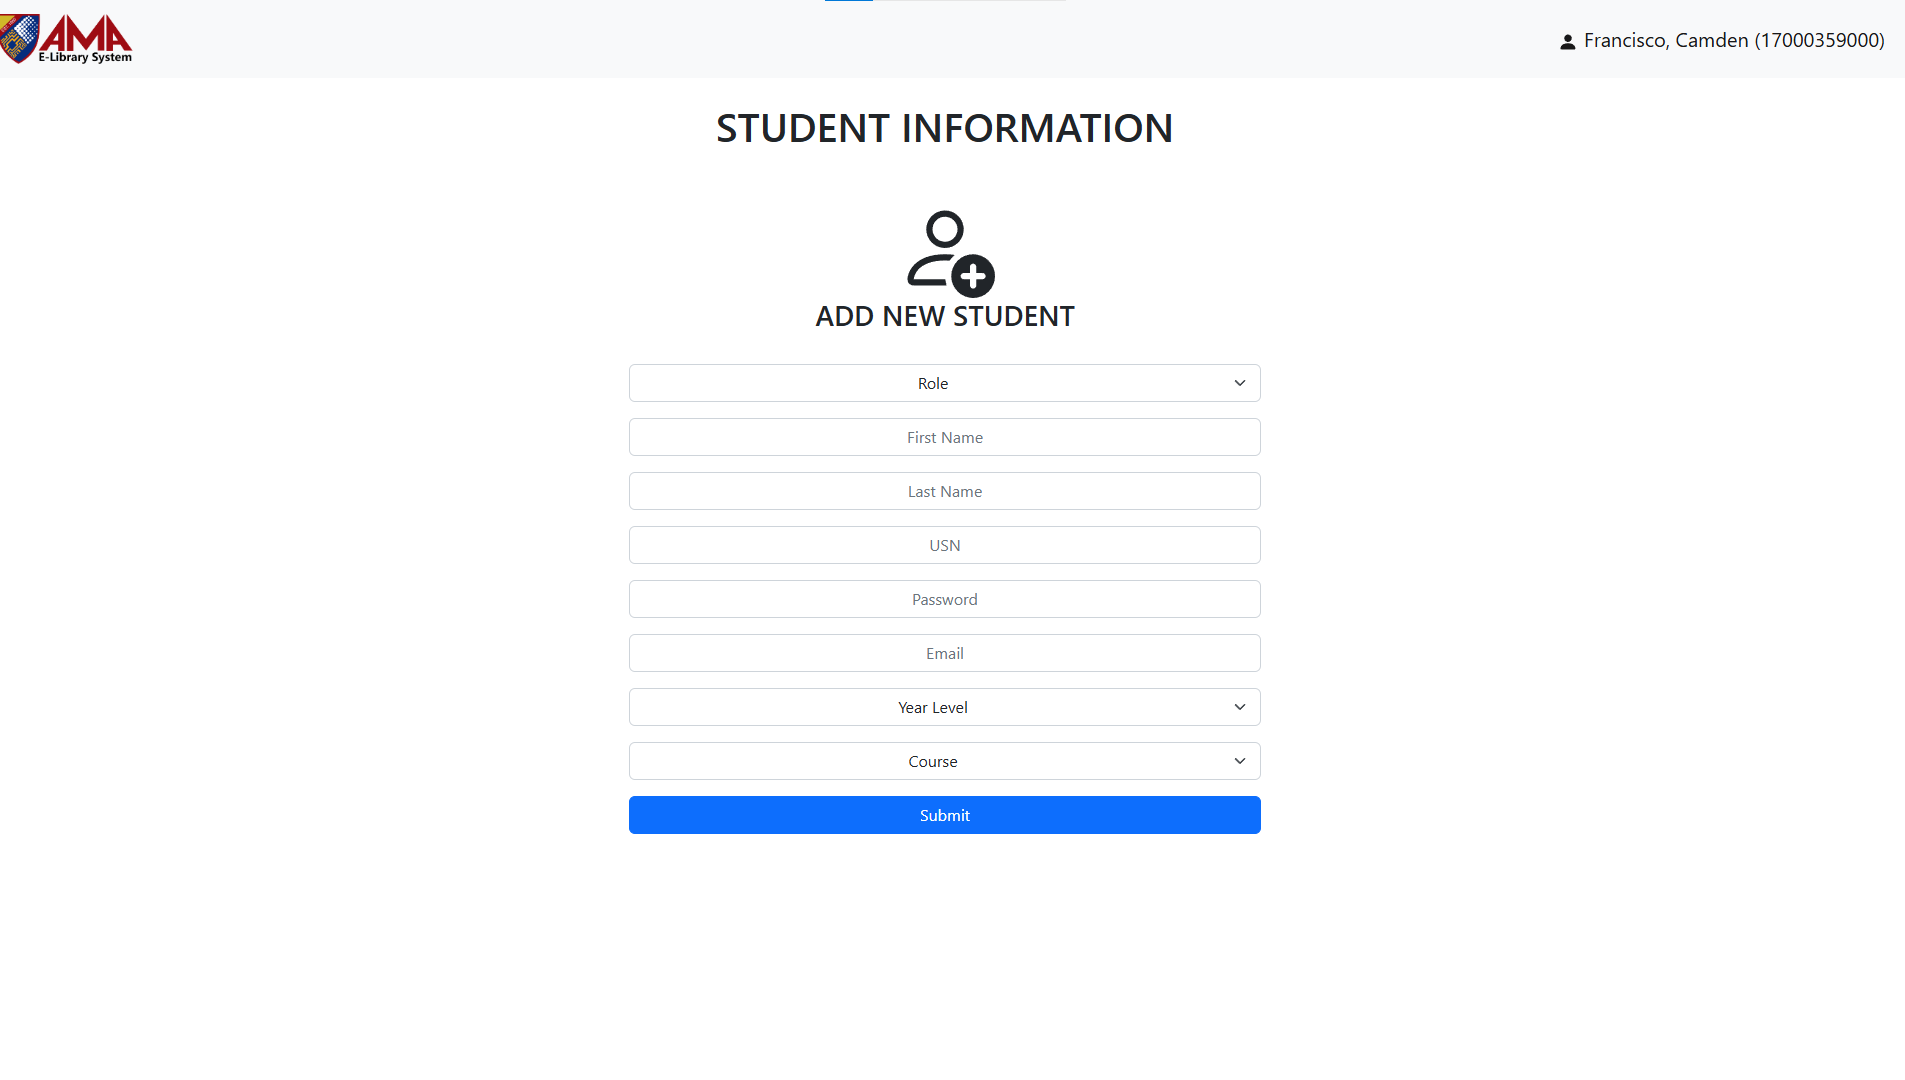 AMA
E-Library System
Francisco, Camden (17000359000)
STUDENT INFORMATION
ADD NEW STUDENT
Role
First Name
Last Name
USN
Password
Email
Year Level
Course
Submit